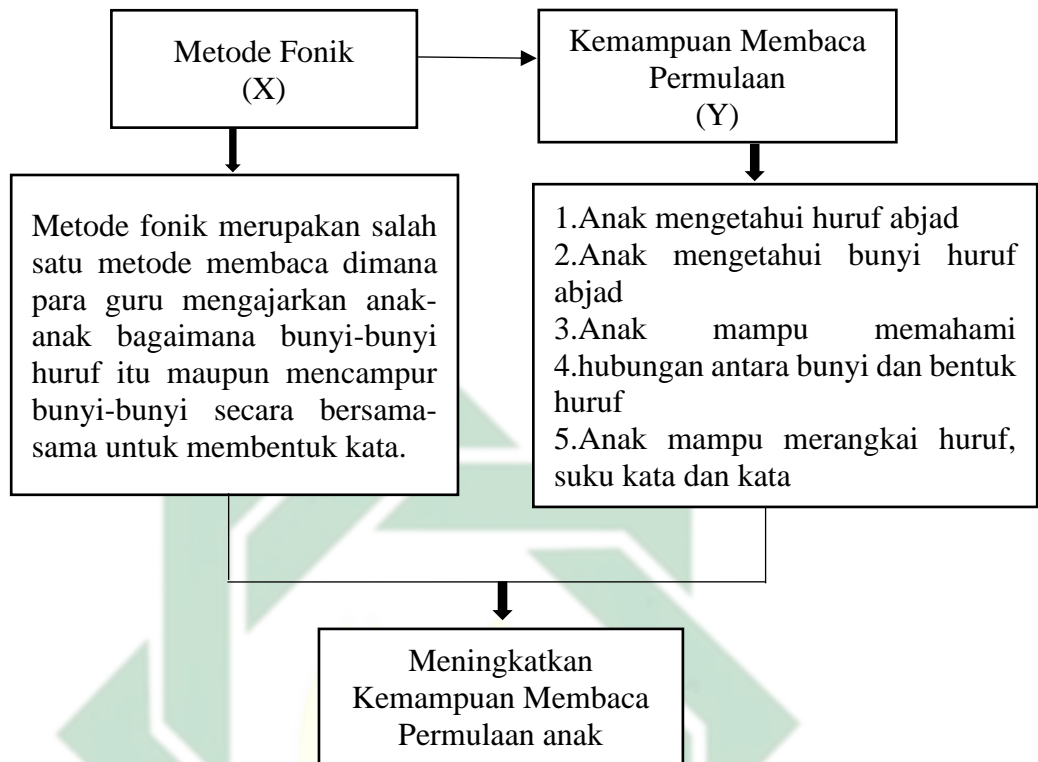 Metode Fonik
(X)
Kemampuan Membaca
Permulaan
(Y)
Metode fonik merupakan salah
satu metode membaca dimana
para guru mengajarkan anak-
anak bagaimana bunyi-bunyi
huruf itu maupun mencampur
bunyi-bunyi secara bersama-
sama untuk membentuk kata.
1.Anak mengetahui huruf abjad
2.Anak mengetahui bunyi huruf
abjad
3.Anak mampu memahami
4.hubungan antara bunyi dan bentuk
huruf
5.Anak mampu merangkai huruf,
suku kata dan kata
Meningkatkan
Kemampuan Membaca
Permulaan anak